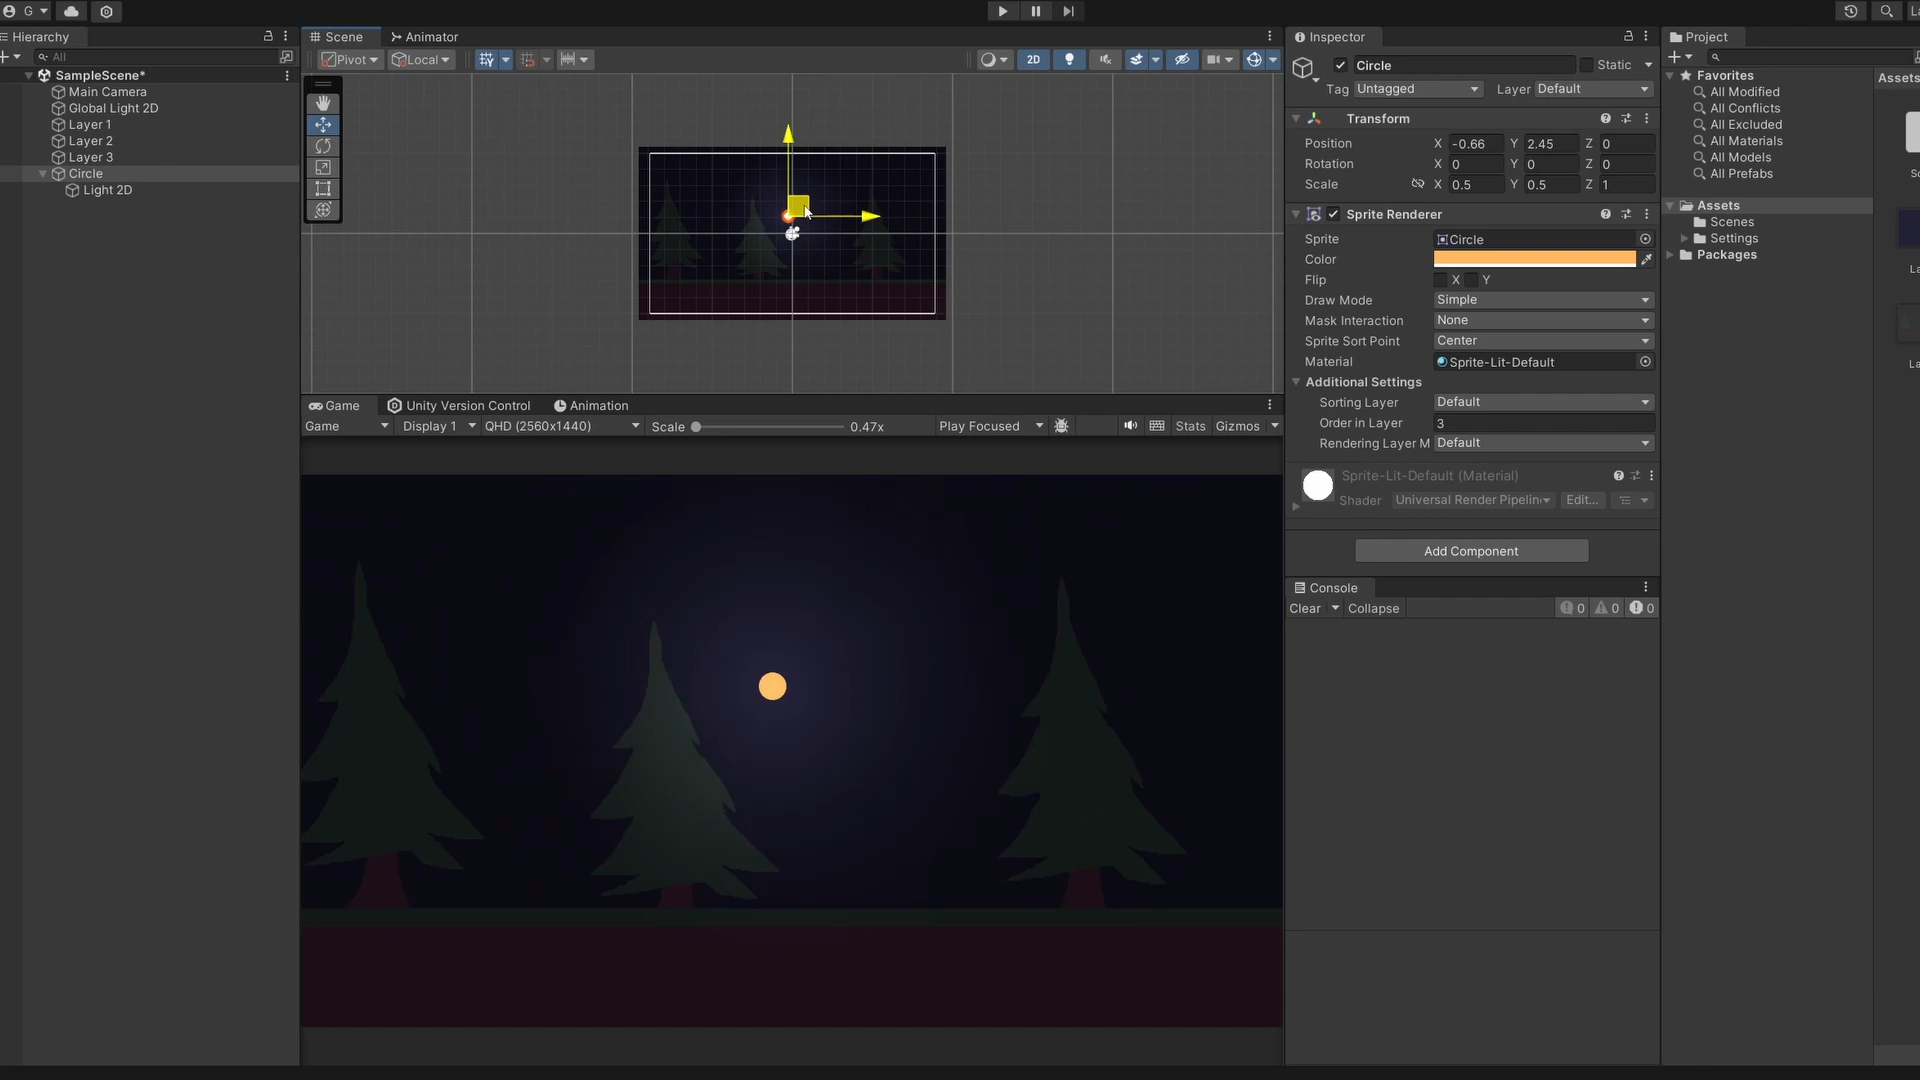 G
Hierarchy
All
SampleScene*
Main Camera
Global Light 2D
Layer 1
Layer 2
Layer 3
Circle
Light 2D
Scene
Animator
Pivot
Local
2D
Game
Unity Version Control
Animation
Game
Display 1
QHD (2560x1440)
Scale
0.47x
Play Focused
Stats
Gizmos
Inspector
Circle
Static
Tag Untagged
Layer Default
Transform
Position X -0.66 Y 2.45 Z 0
Rotation X 0 Y 0 Z 0
Scale X 0.5 Y 0.5 Z 1
Sprite Renderer
Sprite Circle
Color
Flip X Y
Draw Mode Simple
Mask Interaction None
Sprite Sort Point Center
Material Sprite-Lit-Default
Additional Settings
Sorting Layer Default
Order in Layer 3
Rendering Layer M Default
Sprite-Lit-Default (Material)
Shader Universal Render Pipelin Edit...
Add Component
Console
Clear
Collapse
0 0 0
Project
Favorites
All Modified
All Conflicts
All Excluded
All Materials
All Models
All Prefabs
Assets
Scenes
Settings
Packages
Assets